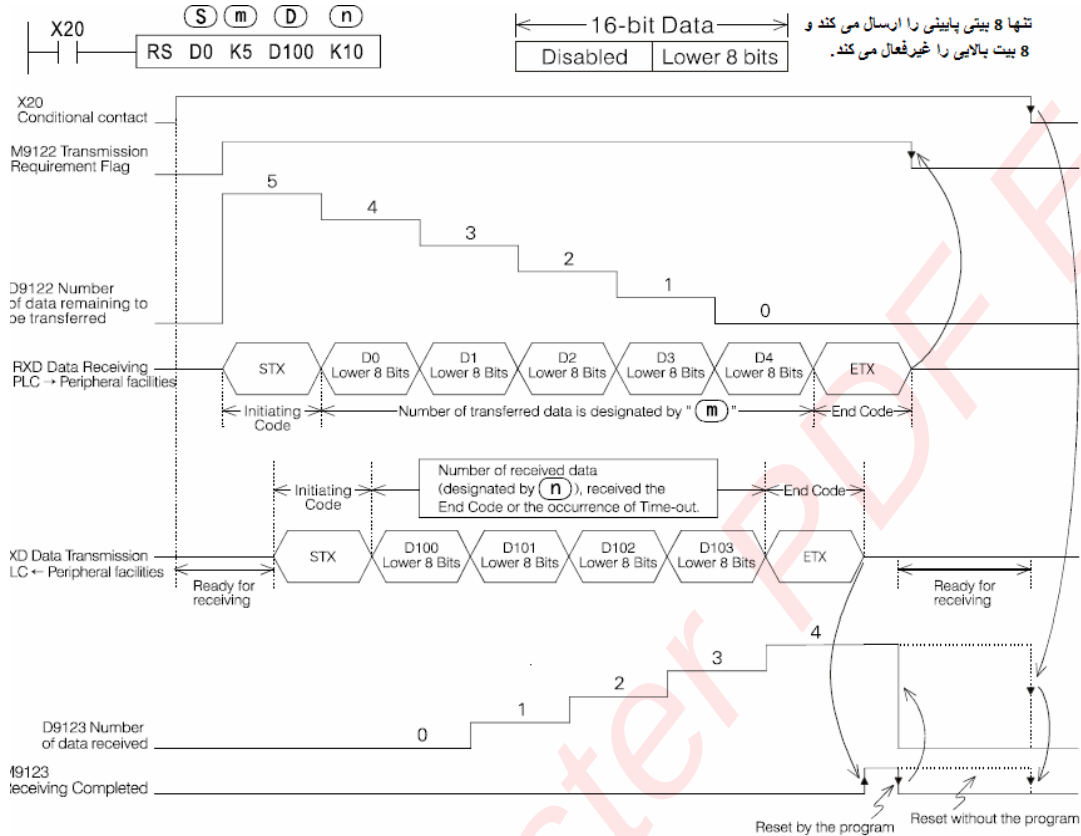 S m D n
X20
RS D0 K5 D100 K10
16-bit Data
Disabled Lower 8 bits
تنها 8 بیتی پایینی را ارسال می کند و
8 بیت بالایی را غیرفعال می کند.
X20
Conditional contact
M9122 Transmission
Requirement Flag
5
4
3
2
1
0
D9122 Number
of data remaining to
be transferred
RXD Data Receiving
PLC → Peripheral facilities
STX
D0
Lower 8 Bits
D1
Lower 8 Bits
D2
Lower 8 Bits
D3
Lower 8 Bits
D4
Lower 8 Bits
ETX
Initiating
Code
Number of transferred data is designated by " m "
End Code
Initiating
Code
Number of received data
(designated by n ), received the
End Code or the occurrence of Time-out.
End Code
XD Data Transmission
LC ← Peripheral facilities
STX
D100
Lower 8 Bits
D101
Lower 8 Bits
D102
Lower 8 Bits
D103
Lower 8 Bits
ETX
Ready for
receiving
Ready for
receiving
0
1
2
3
4
D9123 Number
of data received
M9123
Receiving Completed
Reset by the program
Reset without the program
ster PDF E